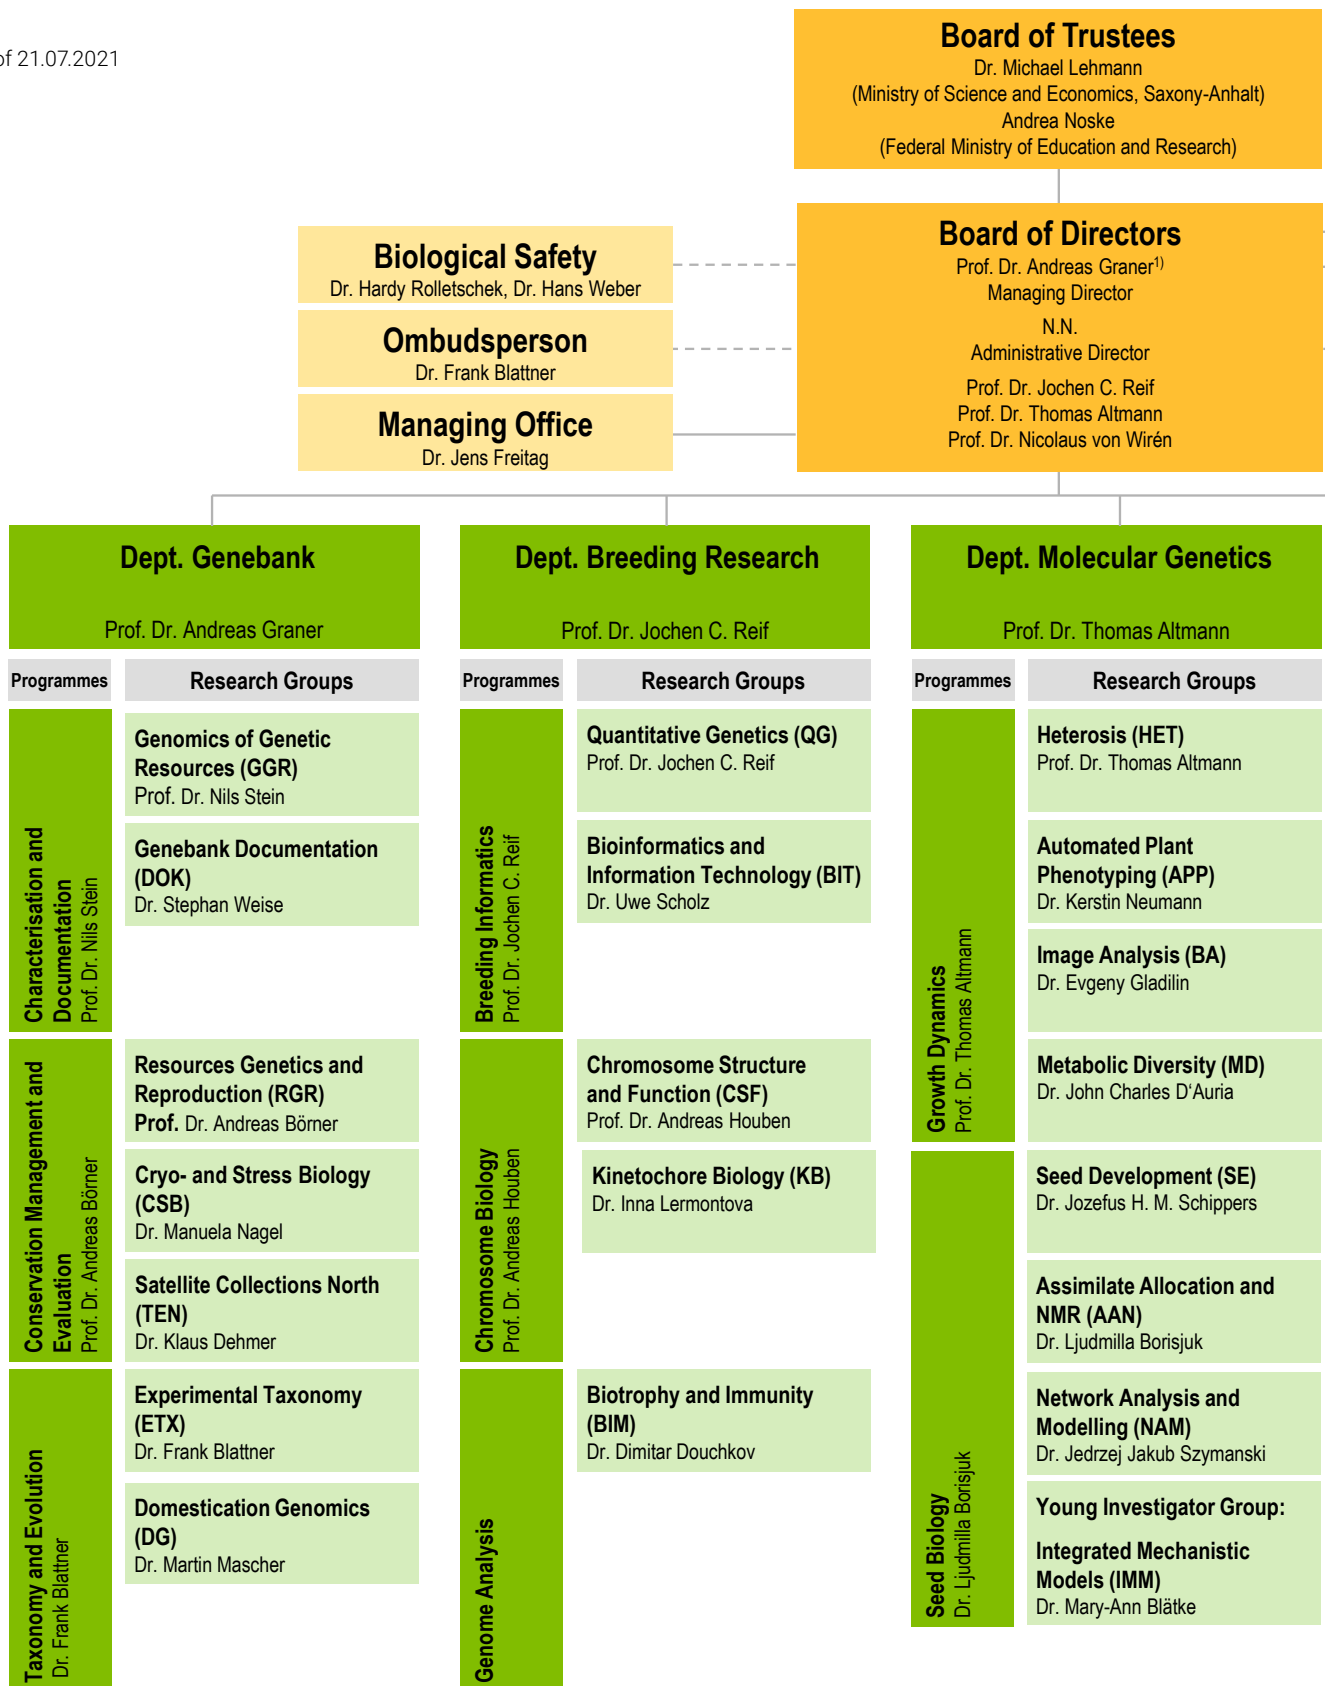 of 21.07.2021
Board of Trustees
Dr. Michael Lehmann
(Ministry of Science and Economics, Saxony-Anhalt)
Andrea Noske
(Federal Ministry of Education and Research)
Board of Directors
Prof. Dr. Andreas Graner1)
Managing Director
N.N.
Administrative Director
Prof. Dr. Jochen C. Reif
Prof. Dr. Thomas Altmann
Prof. Dr. Nicolaus von Wirén
Biological Safety
Dr. Hardy Rolletschek, Dr. Hans Weber
Ombudsperson
Dr. Frank Blattner
Managing Office
Dr. Jens Freitag
Dept. Genebank
Prof. Dr. Andreas Graner
Programmes
Research Groups
Characterisation and
Documentation
Prof. Dr. Nils Stein
Genomics of Genetic
Resources (GGR)
Prof. Dr. Nils Stein
Genebank Documentation
(DOK)
Dr. Stephan Weise
Conservation Management and
Evaluation
Prof. Dr. Andreas Börner
Resources Genetics and
Reproduction (RGR)
Prof. Dr. Andreas Börner
Cryo- and Stress Biology
(CSB)
Dr. Manuela Nagel
Satellite Collections North
(TEN)
Dr. Klaus Dehmer
Taxonomy and Evolution
Dr. Frank Blattner
Experimental Taxonomy
(ETX)
Dr. Frank Blattner
Domestication Genomics
(DG)
Dr. Martin Mascher
Dept. Breeding Research
Prof. Dr. Jochen C. Reif
Programmes
Research Groups
Breeding Informatics
Prof. Dr. Jochen C. Reif
Quantitative Genetics (QG)
Prof. Dr. Jochen C. Reif
Bioinformatics and
Information Technology (BIT)
Dr. Uwe Scholz
Chromosome Biology
Prof. Dr. Andreas Houben
Chromosome Structure
and Function (CSF)
Prof. Dr. Andreas Houben
Kinetochore Biology (KB)
Dr. Inna Lermontova
Genome Analysis
Biotrophy and Immunity
(BIM)
Dr. Dimitar Douchkov
Dept. Molecular Genetics
Prof. Dr. Thomas Altmann
Programmes
Research Groups
Growth Dynamics
Prof. Dr. Thomas Altmann
Heterosis (HET)
Prof. Dr. Thomas Altmann
Automated Plant
Phenotyping (APP)
Dr. Kerstin Neumann
Image Analysis (BA)
Dr. Evgeny Gladilin
Metabolic Diversity (MD)
Dr. John Charles D‘Auria
Seed Biology
Dr. Ljudmilla Borisjuk
Seed Development (SE)
Dr. Jozefus H. M. Schippers
Assimilate Allocation and
NMR (AAN)
Dr. Ljudmilla Borisjuk
Network Analysis and
Modelling (NAM)
Dr. Jedrzej Jakub Szymanski
Young Investigator Group:
Integrated Mechanistic
Models (IMM)
Dr. Mary-Ann Blätke